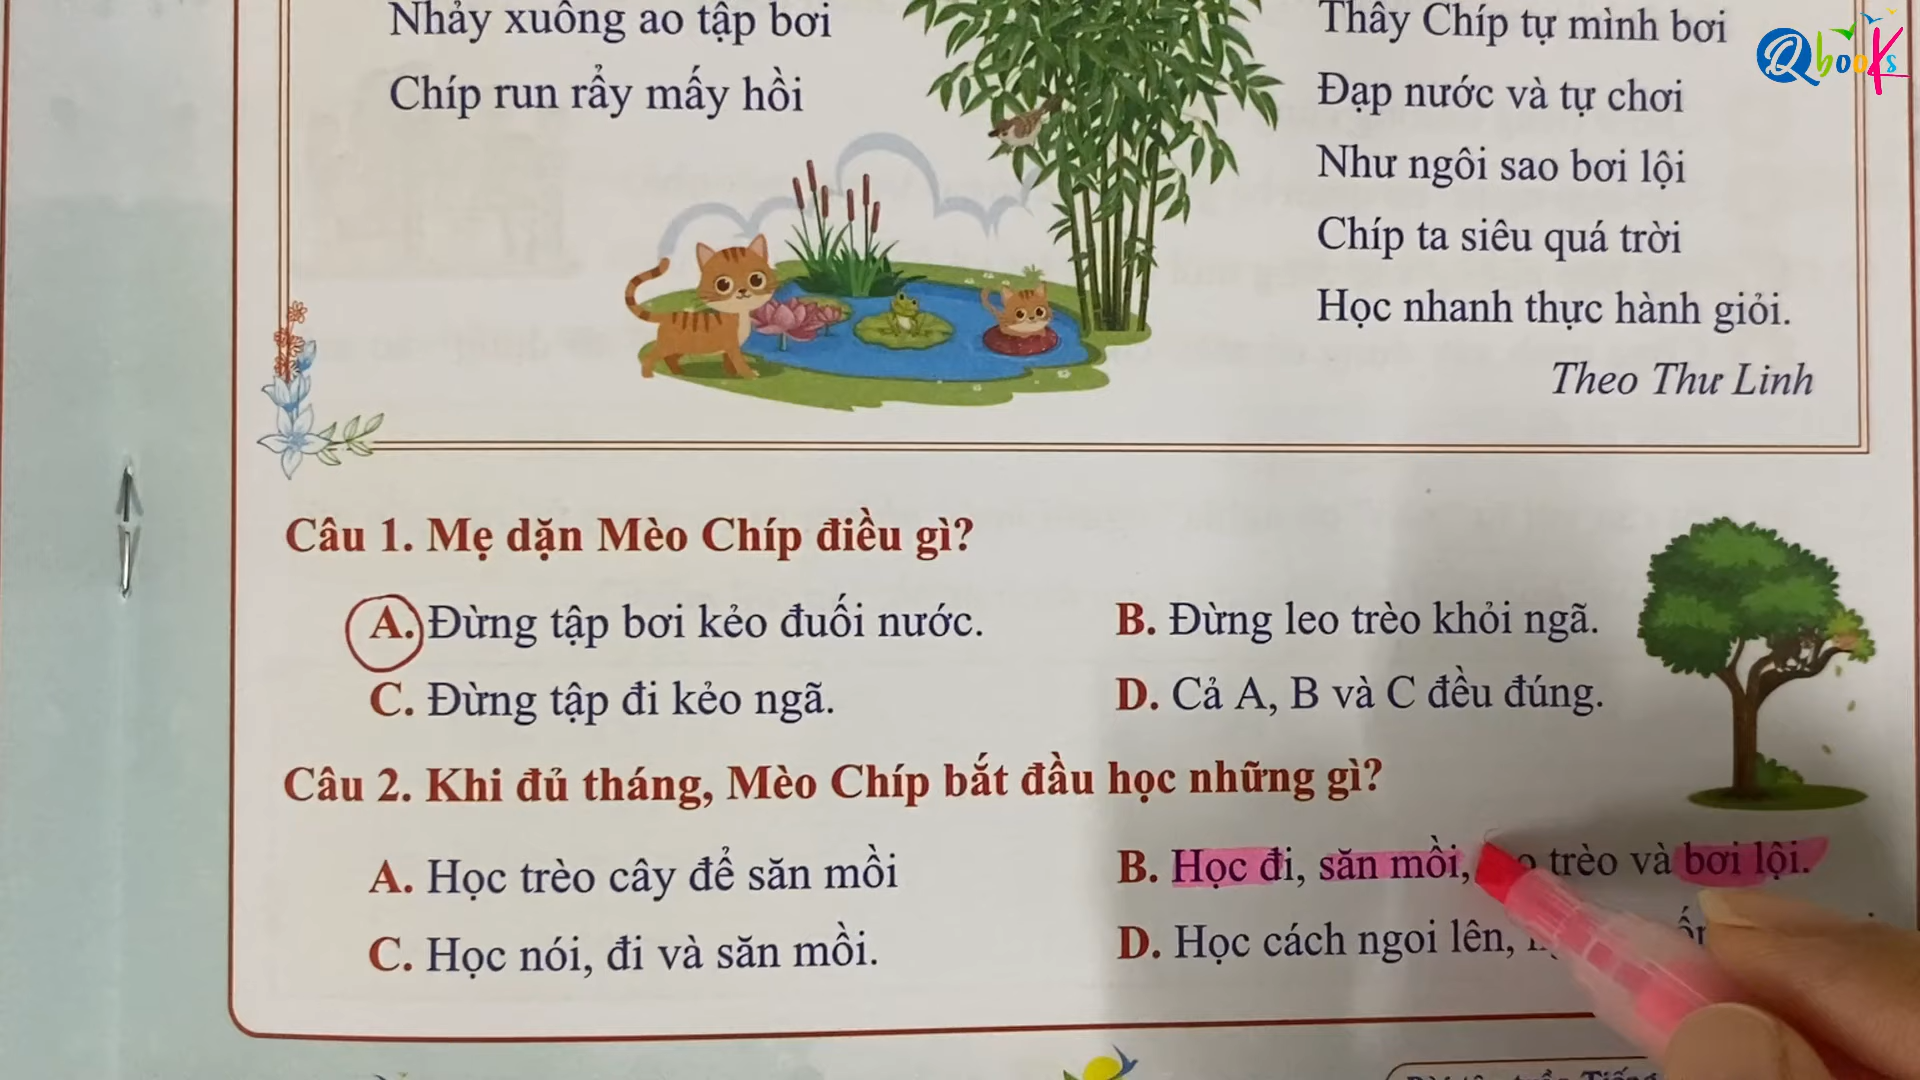 Nhảy xuống ao tập bơi
Chíp run rẩy mấy hồi
Thấy Chíp tự mình bơi
Đạp nước và tự chơi
Như ngôi sao bơi lội
Chíp ta siêu quá trời
Học nhanh thực hành giỏi.
Theo Thư Linh
Qbooks
Câu 1. Mẹ dặn Mèo Chíp điều gì?
A. Đừng tập bơi kẻo đuối nước.
B. Đừng leo trèo khỏi ngã.
C. Đừng tập đi kẻo ngã.
D. Cả A, B và C đều đúng.
Câu 2. Khi đủ tháng, Mèo Chíp bắt đầu học những gì?
A. Học trèo cây để săn mồi
B. Học đi, săn mồi, trèo và bơi lội.
C. Học nói, đi và săn mồi.
D. Học cách ngoi lên,